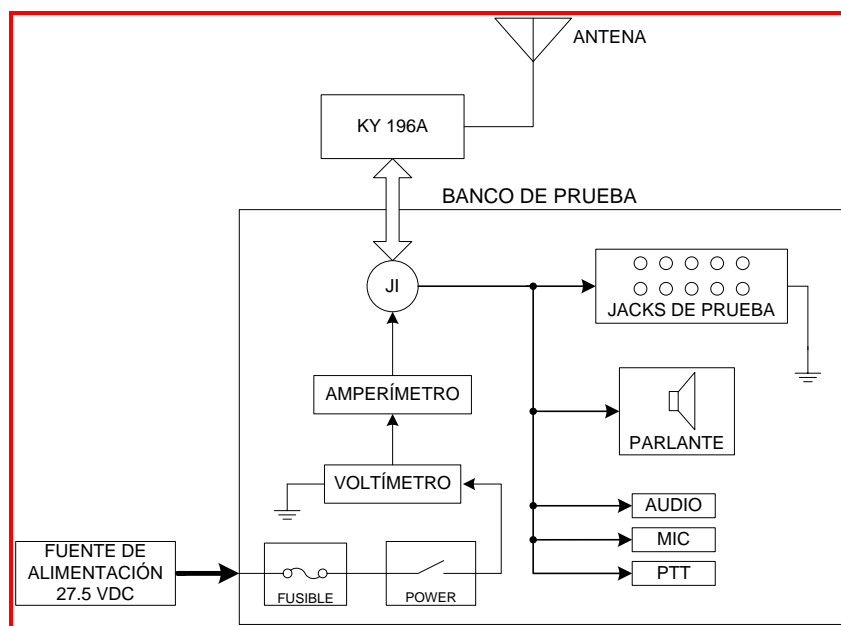 ANTENA
KY 196A
BANCO DE PRUEBA
JI
JACKS DE PRUEBA
AMPERÍMETRO
PARLANTE
VOLTÍMETRO
AUDIO
MIC
PTT
FUENTE DE
ALIMENTACIÓN
27.5 VDC
FUSIBLE
POWER